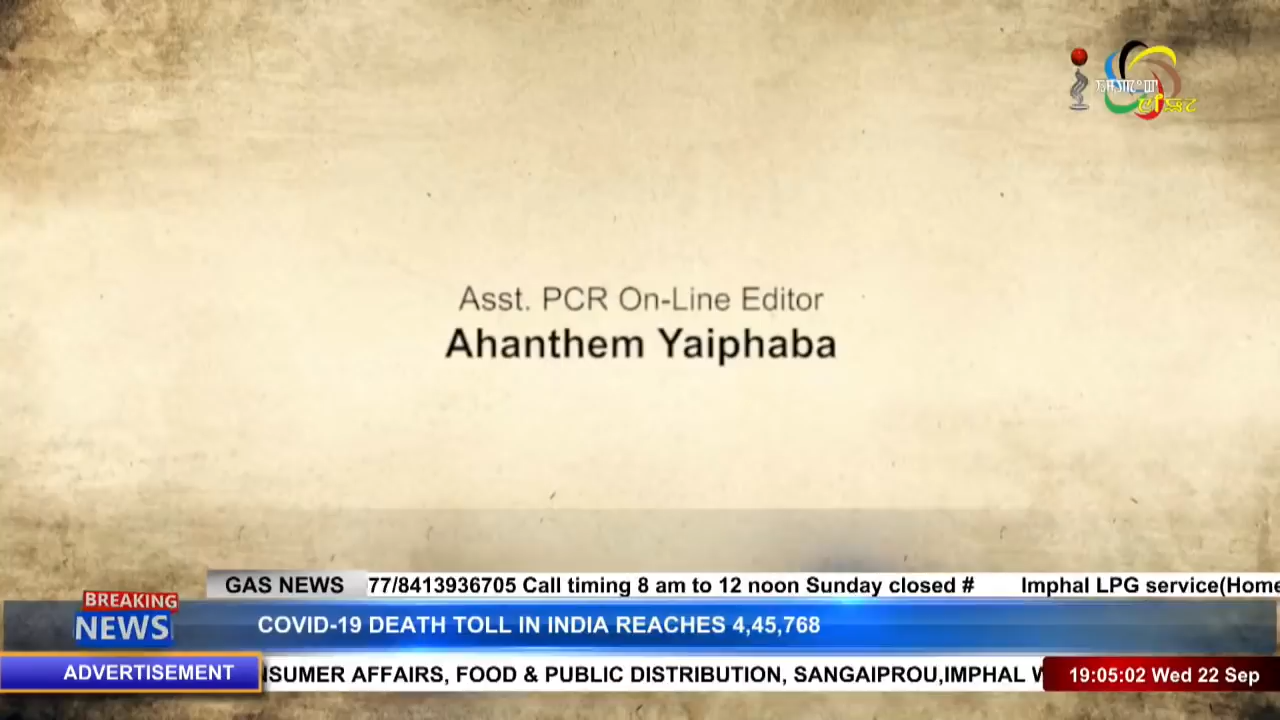 Asst. PCR On-Line Editor
Ahanthem Yaiphaba
GAS NEWS 77/8413936705 Call timing 8 am to 12 noon Sunday closed # Imphal LPG service(Home
BREAKING
NEWS
COVID-19 DEATH TOLL IN INDIA REACHES 4,45,768
ADVERTISEMENT NSUMER AFFAIRS, FOOD & PUBLIC DISTRIBUTION, SANGAIPROU,IMPHAL W
19:05:02 Wed 22 Sep